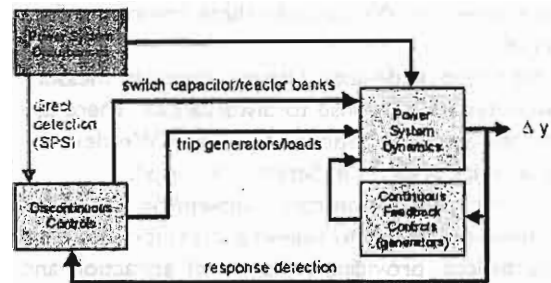 Power System
Disturbances
switch capacitor/reactor banks
direct
detection
(SPS)
trip generators/loads
Power
System
Dynamics
Δ y
Discontinuous
Controls
Continuous
Feedback
Controls
(generators)
response detection